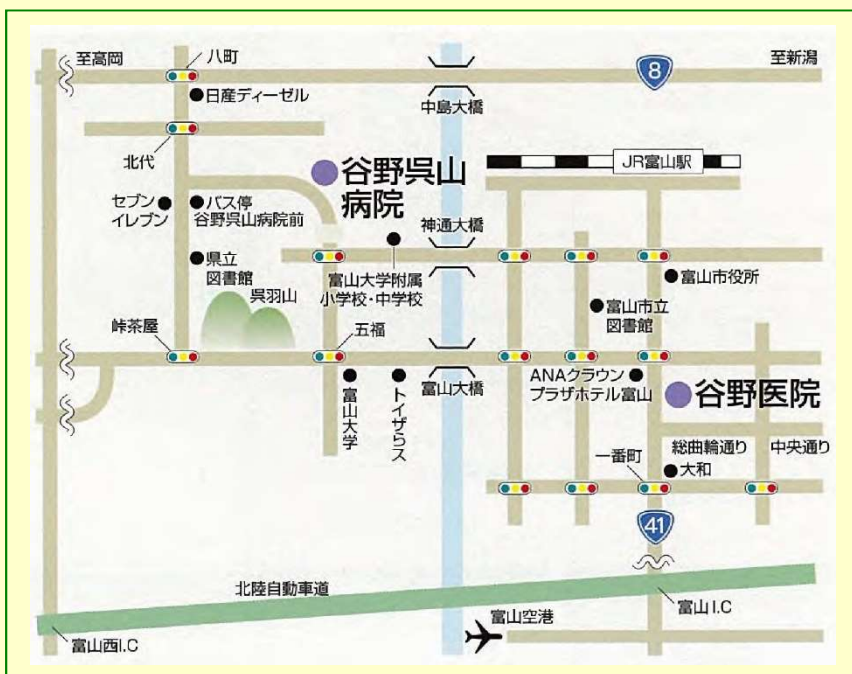 至高岡
八町
8
至新潟
日産ディーゼル
中島大橋
北代
谷野呉山
病院
JR富山駅
セブン
イレブン
バス停
谷野呉山病院前
神通大橋
県立
図書館
富山大学附属
小学校・中学校
富山市役所
呉羽山
富山市立
図書館
峠茶屋
五福
富山大学
トイザらス
富山大橋
ANAクラウン
プラザホテル富山
谷野医院
一番町
総曲輪通り
中央通り
大和
41
北陸自動車道
富山空港
富山I.C
富山西I.C